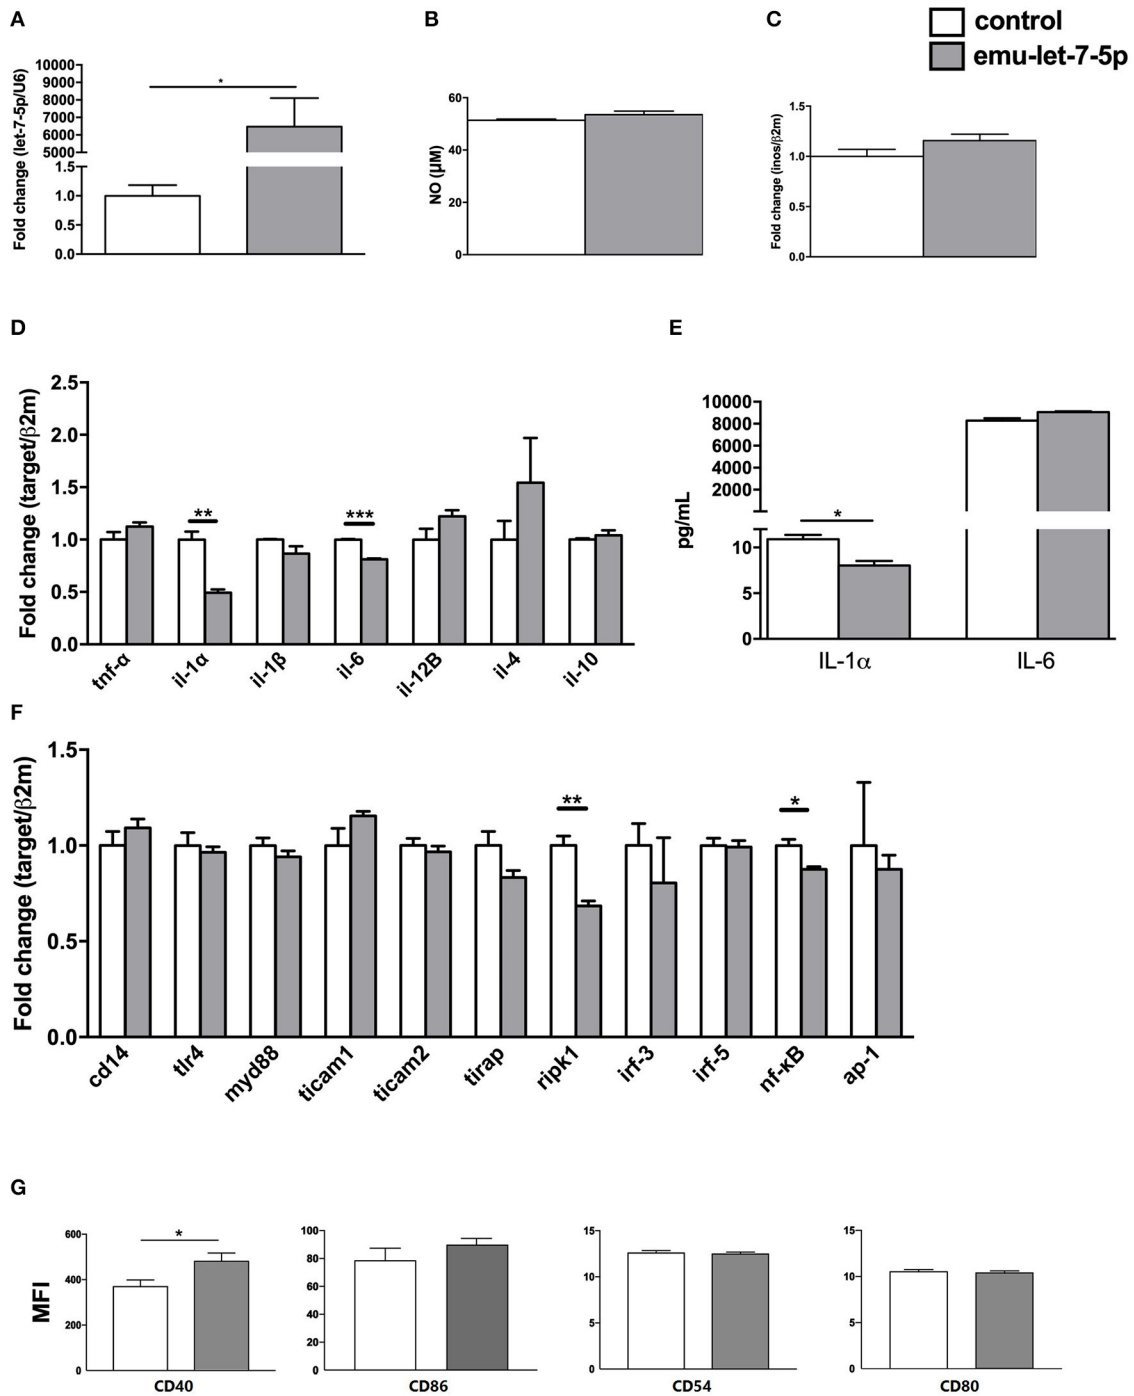 A
B
C
control
emu-let-7-5p
Fold change (let-7-5p/U6)
10000
9000
8000
7000
6000
5000
1.5
1.0
0.5
0.0
*
NO (μM)
60
40
20
0
Fold change (inos/β2m)
1.5
1.0
0.5
0.0
D
Fold change (target/β2m)
2.5
2.0
1.5
1.0
0.5
0.0
**
***
tnf-α
il-1α
il-1β
il-6
il-12B
il-4
il-10
E
pg/mL
10000
8000
6000
4000
2000
10
5
0
*
IL-1α
IL-6
F
Fold change (target/β2m)
1.5
1.0
0.5
0.0
**
*
cd14
tlr4
myd88
ticam1
ticam2
tirap
ripk1
irf-3
irf-5
nf-κB
ap-1
G
MFI
600
400
200
0
*
CD40
100
80
60
40
20
0
CD86
15
10
5
0
CD54
15
10
5
0
CD80